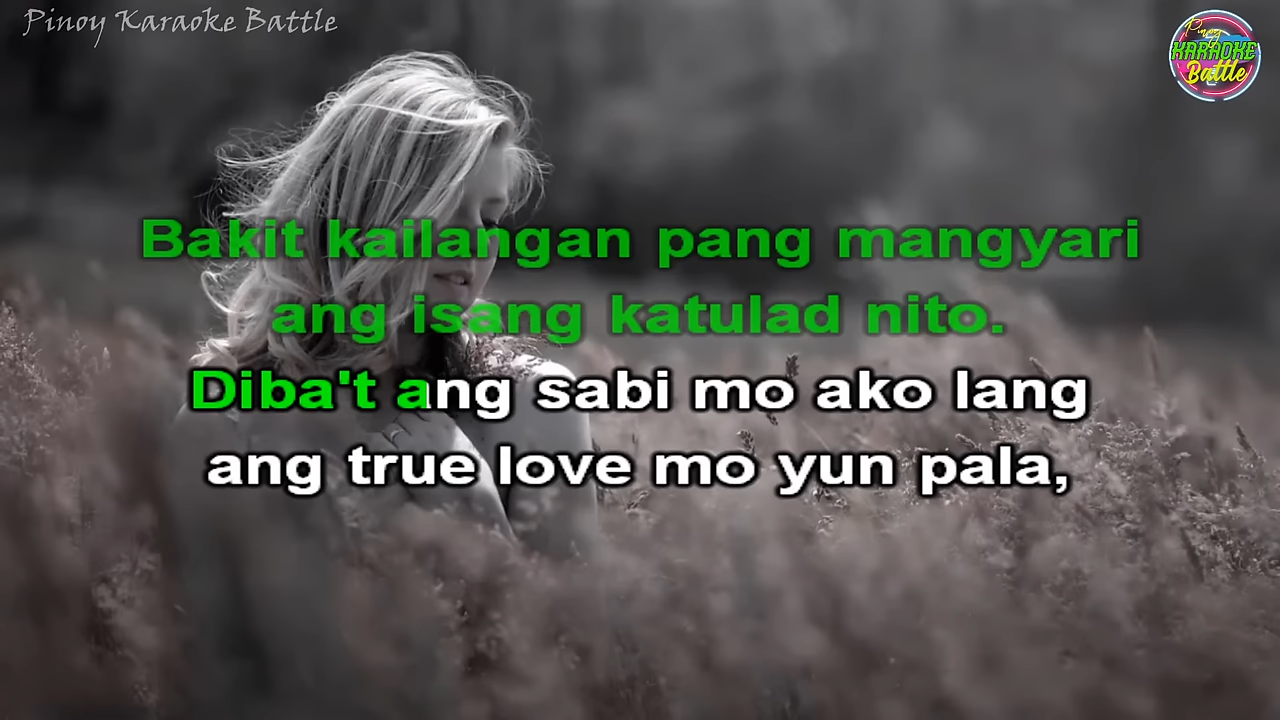 Pinoy Karaoke Battle
Pinoy
KARAOKE
Battle
Bakit kailangan pang mangyari
ang isang katulad nito.
Diba't ang sabi mo ako lang
ang true love mo yun pala,